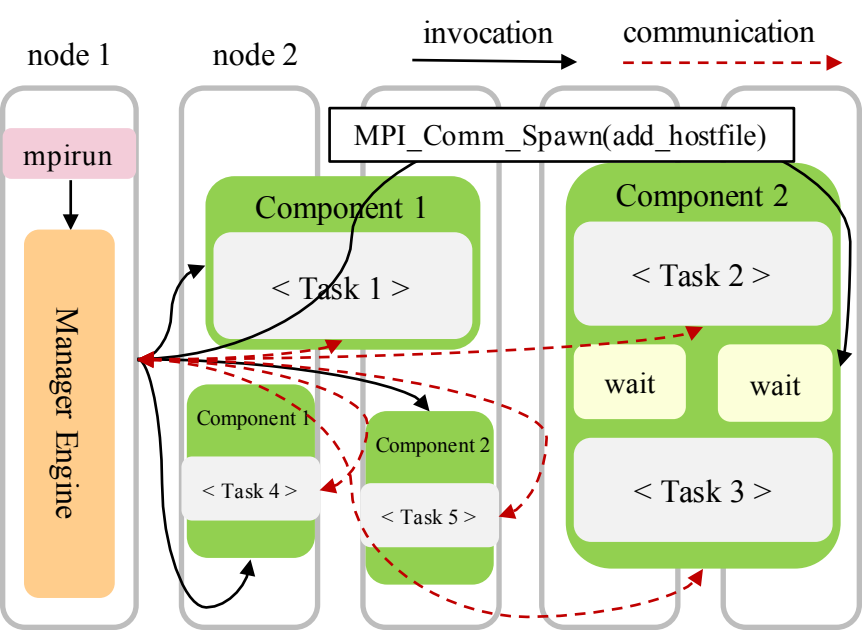 node 1
node 2
invocation
communication
MPI_Comm_Spawn(add_hostfile)
mpirun
Manager Engine
Component 1
< Task 1 >
Component 2
< Task 2 >
wait
wait
< Task 3 >
Component 1
< Task 4 >
Component 2
< Task 5 >